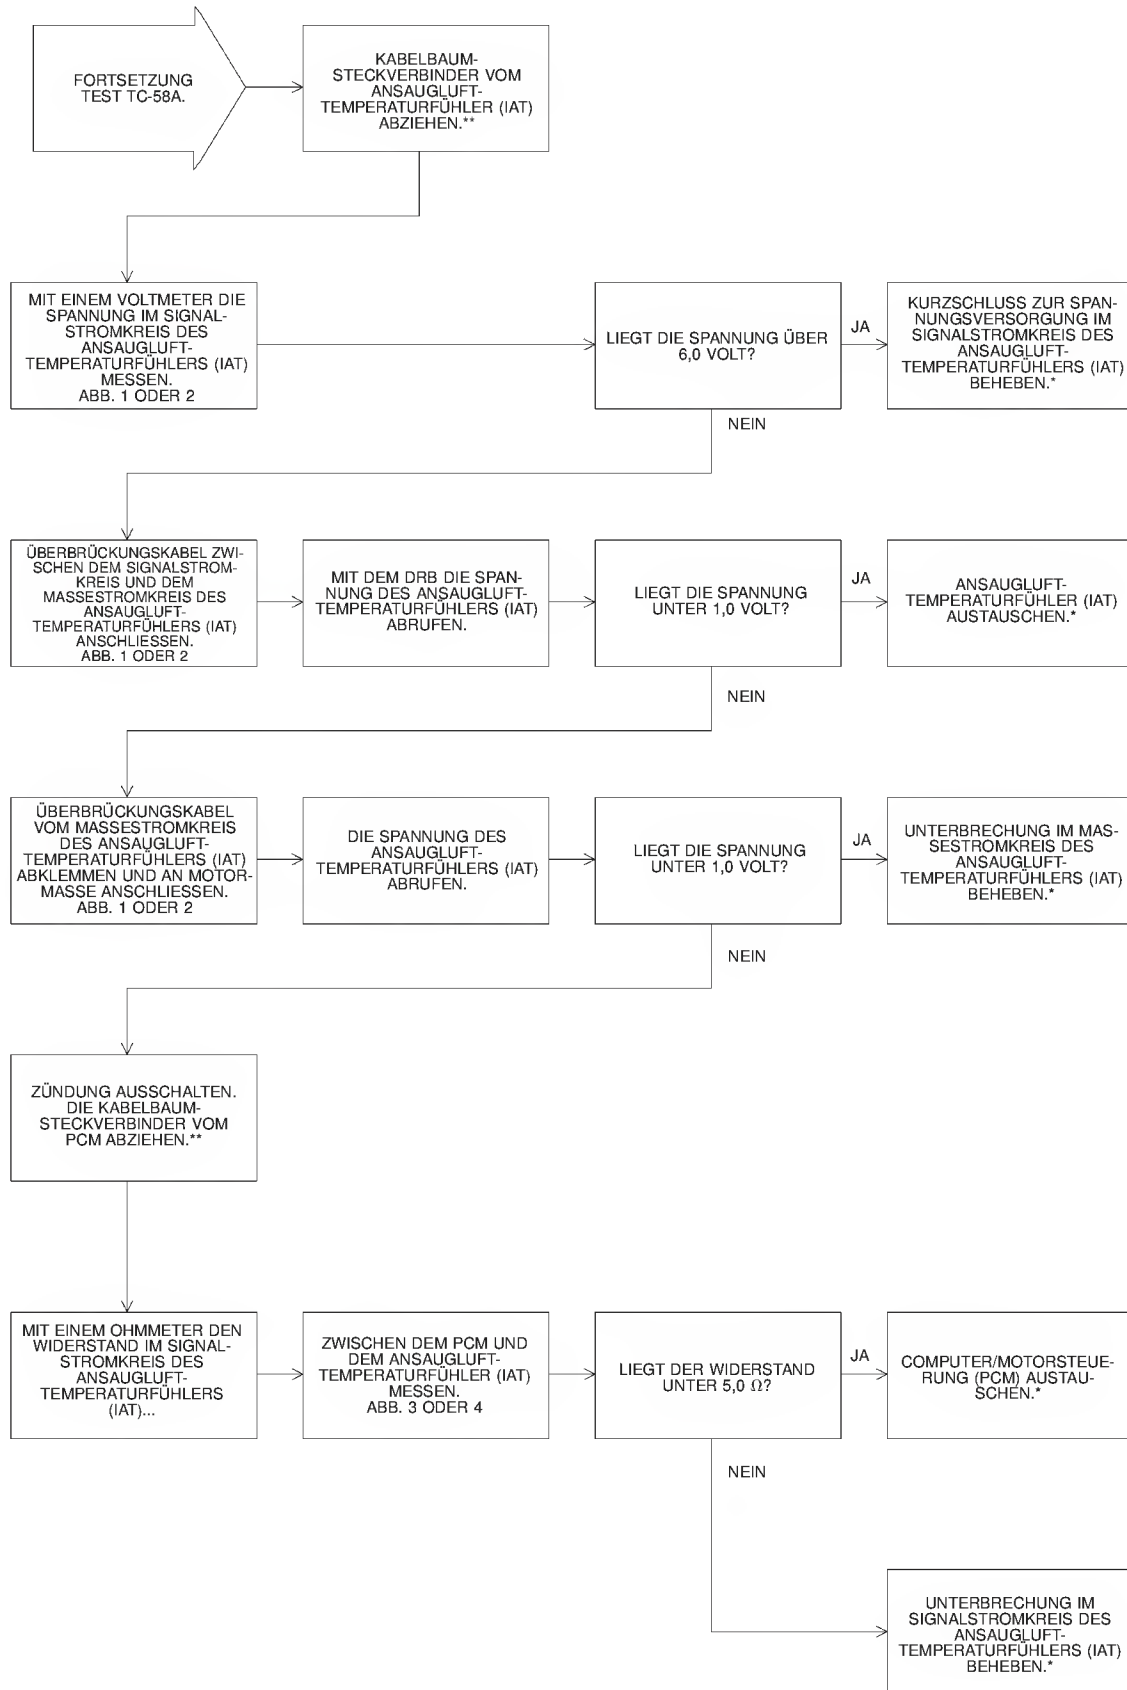 FORTSETZUNG
TEST TC-58A.
KABELBAUM-
STECKVERBINDER VOM
ANSAUGLUFT-
TEMPERATURFÜHLER (IAT)
ABZIEHEN.**
MIT EINEM VOLTMETER DIE
SPANNUNG IM SIGNAL-
STROMKREIS DES
ANSAUGLUFT-
TEMPERATURFÜHLERS (IAT)
MESSEN.
ABB. 1 ODER 2
LIEGT DIE SPANNUNG ÜBER
6,0 VOLT?
JA
KURZSCHLUSS ZUR SPAN-
NUNGSVERSORGUNG IM
SIGNALSTROMKREIS DES
ANSAUGLUFT-
TEMPERATURFÜHLERS (IAT)
BEHEBEN.*
NEIN
ÜBERBRÜCKUNGSKABEL ZWI-
SCHEN DEM SIGNALSTROM-
KREIS UND DEM
MASSESTROMKREIS DES
ANSAUGLUFT-
TEMPERATURFÜHLERS (IAT)
ANSCHLIESSEN.
ABB. 1 ODER 2
MIT DEM DRB DIE SPAN-
NUNG DES ANSAUGLUFT-
TEMPERATURFÜHLERS (IAT)
ABRUFEN.
LIEGT DIE SPANNUNG
UNTER 1,0 VOLT?
JA
ANSAUGLUFT-
TEMPERATURFÜHLER (IAT)
AUSTAUSCHEN.*
NEIN
ÜBERBRÜCKUNGSKABEL
VOM MASSESTROMKREIS
DES ANSAUGLUFT-
TEMPERATURFÜHLERS (IAT)
ABKLEMMEN UND AN MOTOR-
MASSE ANSCHLIESSEN.
ABB. 1 ODER 2
DIE SPANNUNG DES
ANSAUGLUFT-
TEMPERATURFÜHLERS (IAT)
ABRUFEN.
LIEGT DIE SPANNUNG
UNTER 1,0 VOLT?
JA
UNTERBRECHUNG IM MAS-
SESTROMKREIS DES
ANSAUGLUFT-
TEMPERATURFÜHLERS (IAT)
BEHEBEN.*
NEIN
ZÜNDUNG AUSSCHALTEN.
DIE KABELBAUM-
STECKVERBINDER VOM
PCM ABZIEHEN.**
MIT EINEM OHMMETER DEN
WIDERSTAND IM SIGNAL-
STROMKREIS DES
ANSAUGLUFT-
TEMPERATURFÜHLERS
(IAT)...
ZWISCHEN DEM PCM UND
DEM ANSAUGLUFT-
TEMPERATURFÜHLER (IAT)
MESSEN.
ABB. 3 ODER 4
LIEGT DER WIDERSTAND
UNTER 5,0 Ω?
JA
COMPUTER/MOTORSTEUE-
RUNG (PCM) AUSTAU-
SCHEN.*
NEIN
UNTERBRECHUNG IM
SIGNALSTROMKREIS DES
ANSAUGLUFT-
TEMPERATURFÜHLERS (IAT)
BEHEBEN.*